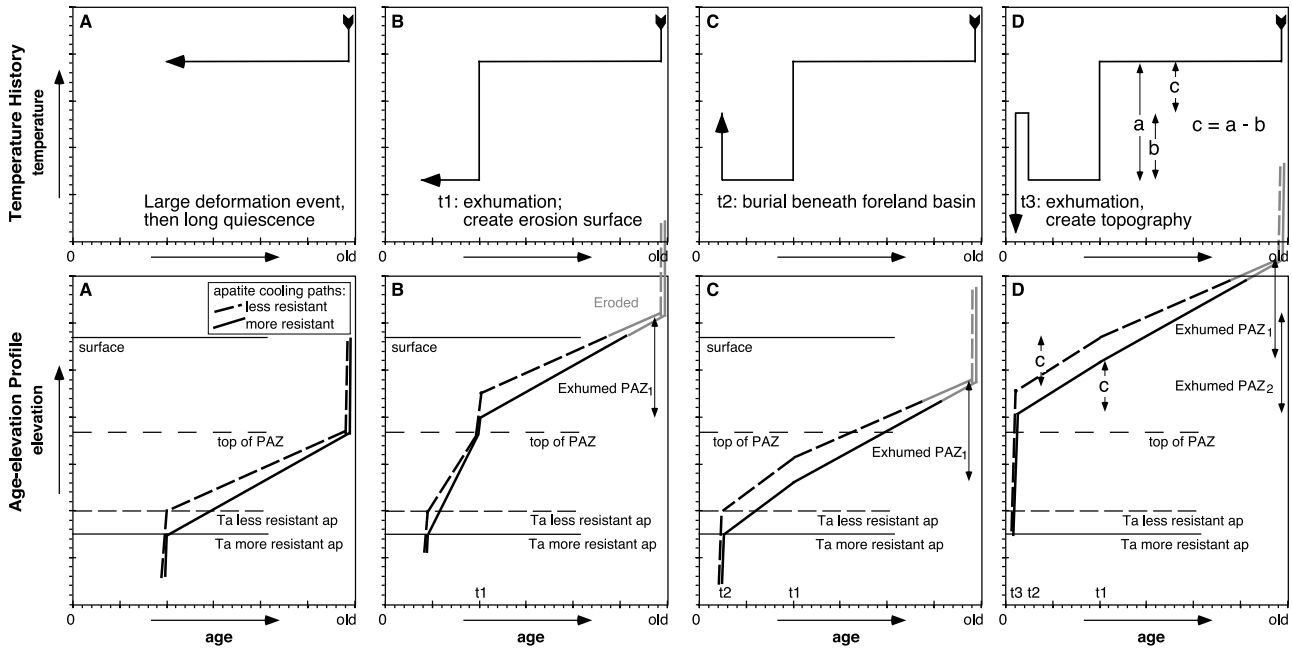 Temperature History
temperature
A
Large deformation event,
then long quiescence
0
old
B
t1: exhumation;
create erosion surface
0
old
C
t2: burial beneath foreland basin
0
old
D
a
b
c
c = a - b
t3: exhumation,
create topography
0
old
Age-elevation Profile
elevation
A
apatite cooling paths:
less resistant
more resistant
surface
top of PAZ
Ta less resistant ap
Ta more resistant ap
0
old
age
B
Eroded
surface
Exhumed PAZ1
top of PAZ
Ta less resistant ap
Ta more resistant ap
t1
0
old
age
C
surface
top of PAZ
Exhumed PAZ1
Ta less resistant ap
Ta more resistant ap
t2
t1
0
old
age
D
Exhumed PAZ1
c
c
Exhumed PAZ2
top of PAZ
Ta less resistant ap
Ta more resistant ap
t3
t2
t1
0
old
age